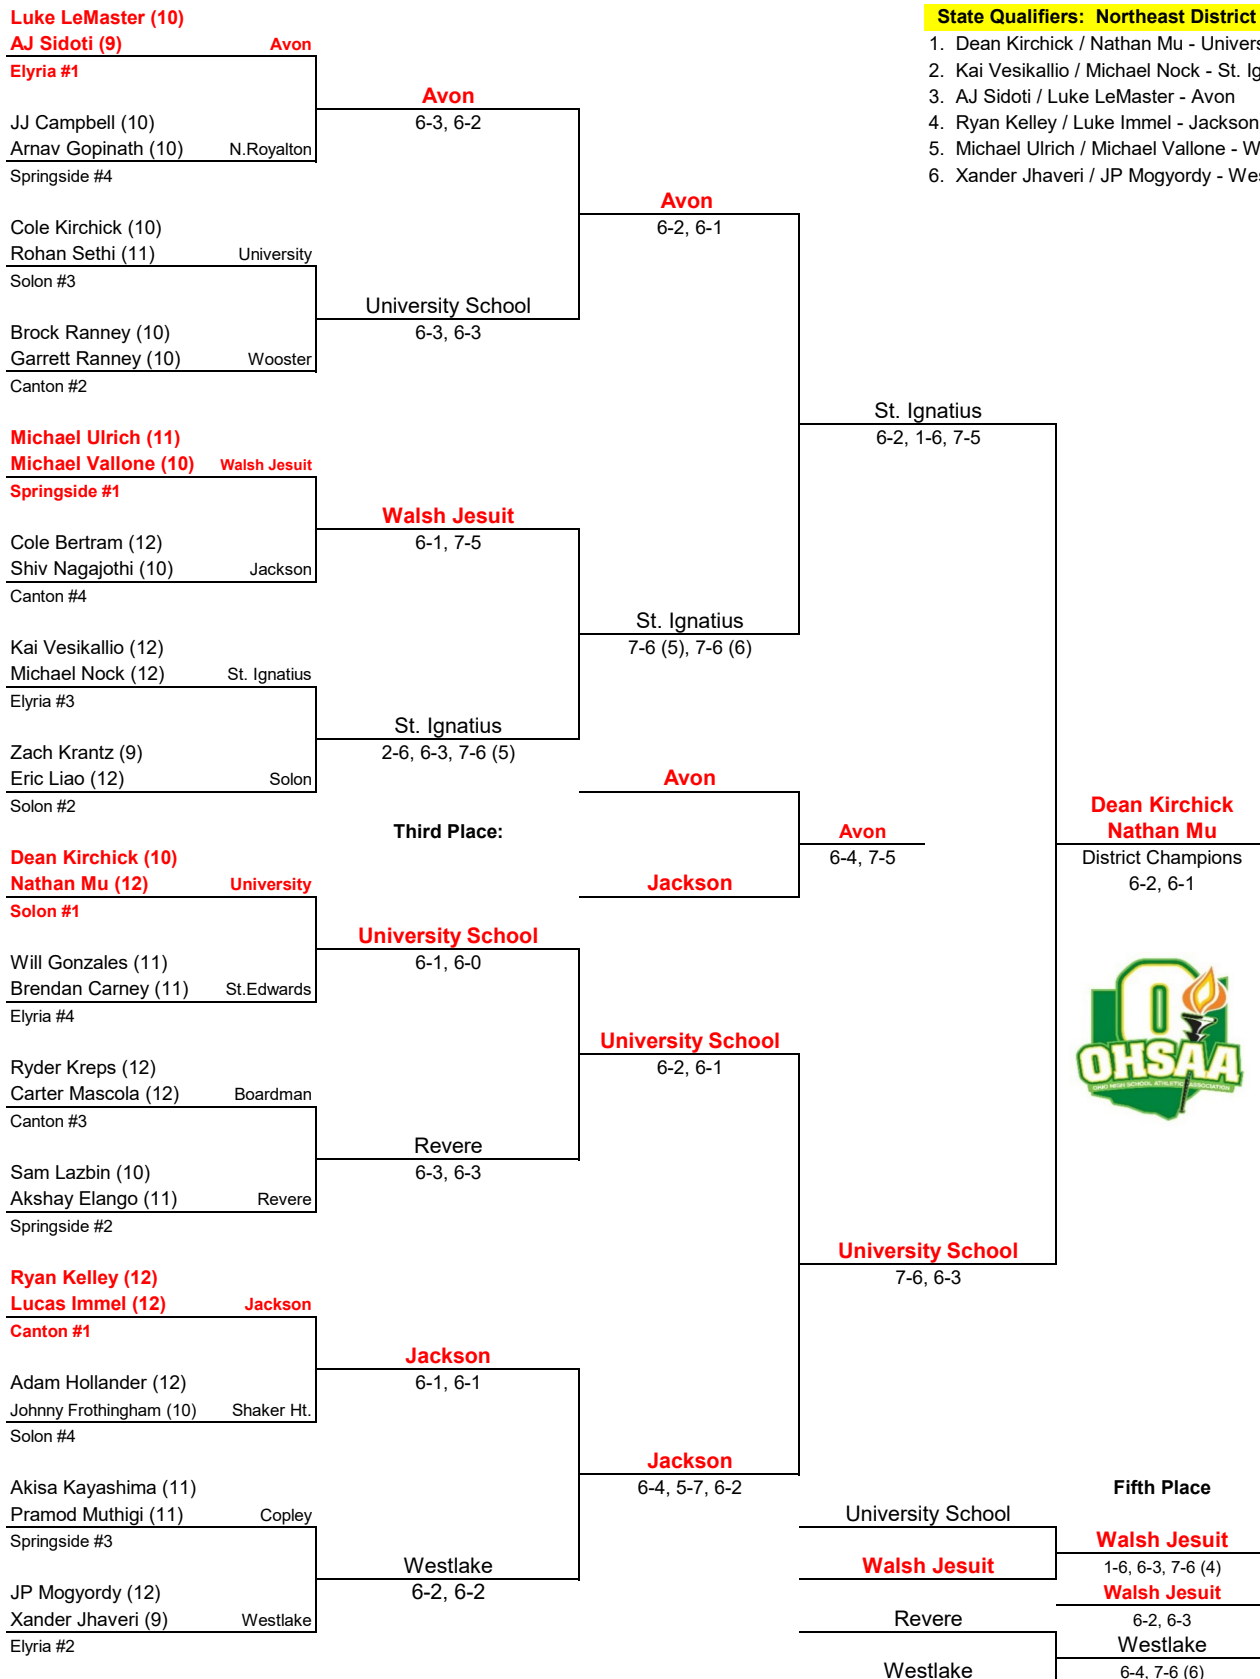 Luke LeMaster (10)
AJ Sidoti (9) Avon
Elyria #1
JJ Campbell (10)
Arnav Gopinath (10) N.Royalton
Springside #4
Cole Kirchick (10)
Rohan Sethi (11) University
Solon #3
Brock Ranney (10)
Garrett Ranney (10) Wooster
Canton #2
Michael Ulrich (11)
Michael Vallone (10) Walsh Jesuit
Springside #1
Cole Bertram (12)
Shiv Nagajothi (10) Jackson
Canton #4
Kai Vesikallio (12)
Michael Nock (12) St. Ignatius
Elyria #3
Zach Krantz (9)
Eric Liao (12) Solon
Solon #2
Dean Kirchick (10)
Nathan Mu (12) University
Solon #1
Will Gonzales (11)
Brendan Carney (11) St.Edwards
Elyria #4
Ryder Kreps (12)
Carter Mascola (12) Boardman
Canton #3
Sam Lazbin (10)
Akshay Elango (11) Revere
Springside #2
Ryan Kelley (12)
Lucas Immel (12) Jackson
Canton #1
Adam Hollander (12)
Johnny Frothingham (10) Shaker Ht.
Solon #4
Akisa Kayashima (11)
Pramod Muthigi (11) Copley
Springside #3
JP Mogyordy (12)
Xander Jhaveri (9) Westlake
Elyria #2
Avon
6-3, 6-2
University School
6-3, 6-3
Walsh Jesuit
6-1, 7-5
St. Ignatius
2-6, 6-3, 7-6 (5)
Third Place:
University School
6-1, 6-0
Revere
6-3, 6-3
Jackson
6-1, 6-1
Westlake
6-2, 6-2
Avon
6-2, 6-1
St. Ignatius
7-6 (5), 7-6 (6)
Avon
Jackson
Avon
6-4, 7-5
University School
6-2, 6-1
Jackson
6-4, 5-7, 6-2
St. Ignatius
6-2, 1-6, 7-5
University School
7-6, 6-3
State Qualifiers: Northeast District
1. Dean Kirchick / Nathan Mu - Univers
2. Kai Vesikallio / Michael Nock - St. Ig
3. AJ Sidoti / Luke LeMaster - Avon
4. Ryan Kelley / Luke Immel - Jackson
5. Michael Ulrich / Michael Vallone - W
6. Xander Jhaveri / JP Mogyordy - Wes
Dean Kirchick
Nathan Mu
District Champions
6-2, 6-1
OHSAA
OHIO HIGH SCHOOL ATHLETIC ASSOCIATION
Fifth Place
University School
Walsh Jesuit
Walsh Jesuit
1-6, 6-3, 7-6 (4)
Walsh Jesuit
6-2, 6-3
Revere
Westlake
Westlake
6-4, 7-6 (6)